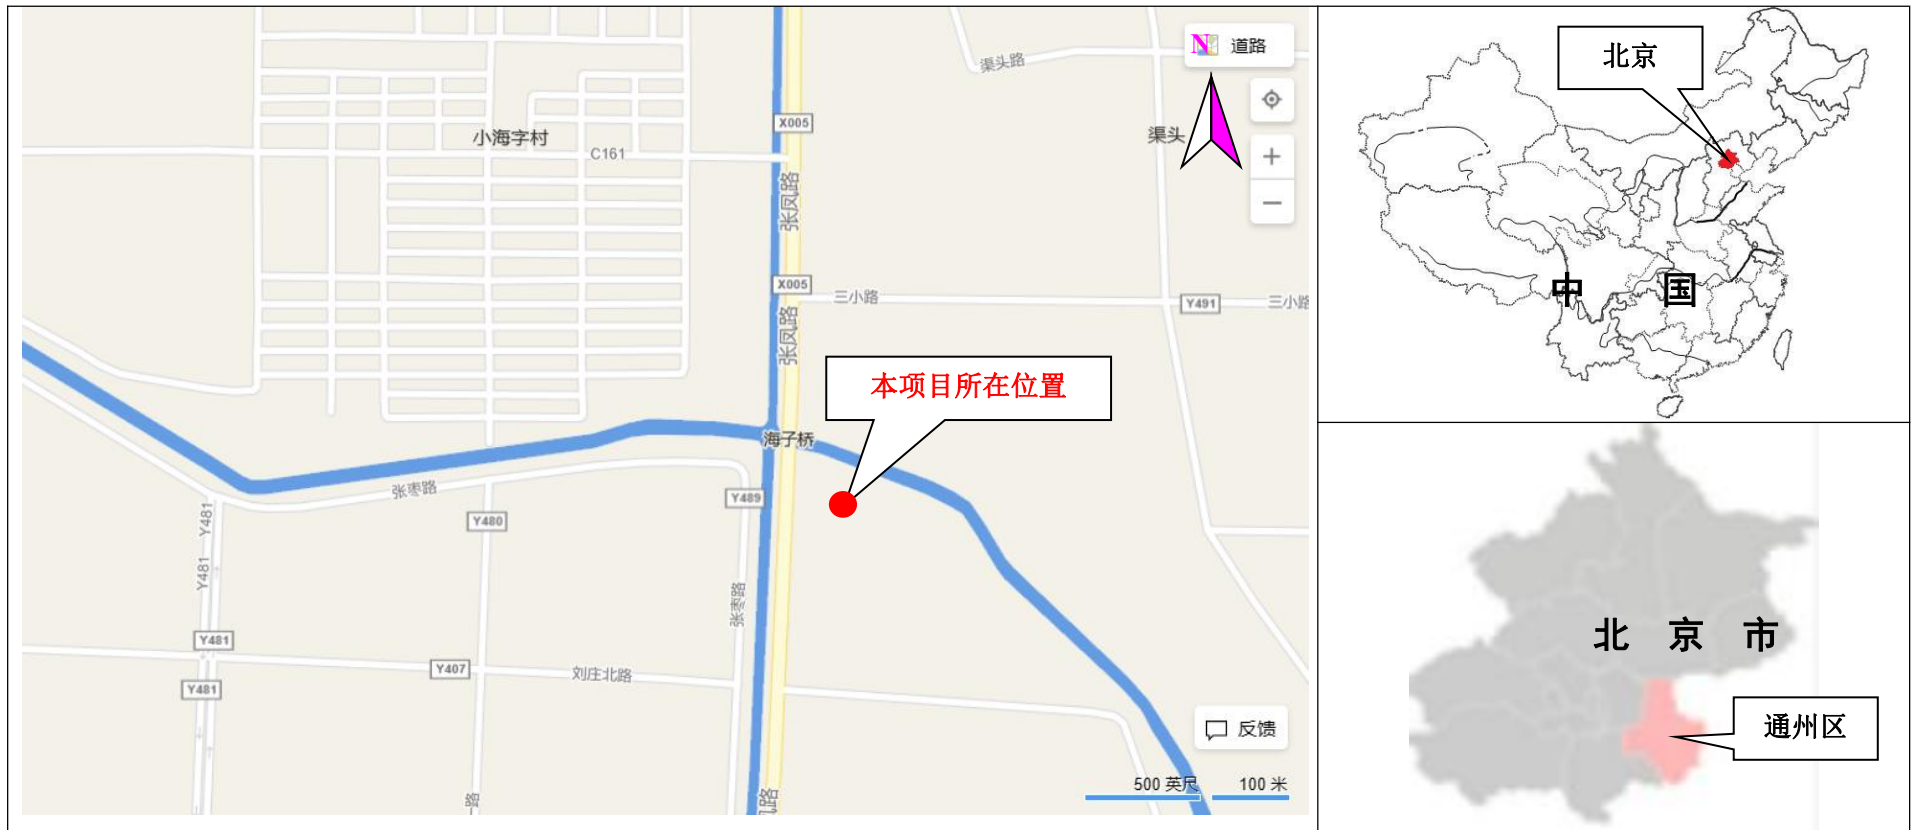 N 道路
渠头路
X005
小海字村
C161
渠头
张凤路
X005
三小路
Y491
三小路
张凤路
本项目所在位置
海子桥
张枣路
Y489
Y480
Y481
Y481
张枣路
Y481
Y407
刘庄北路
Y481
反馈
500 英尺
100 米
路
凤路
北京
中 国
北 京 市
通州区